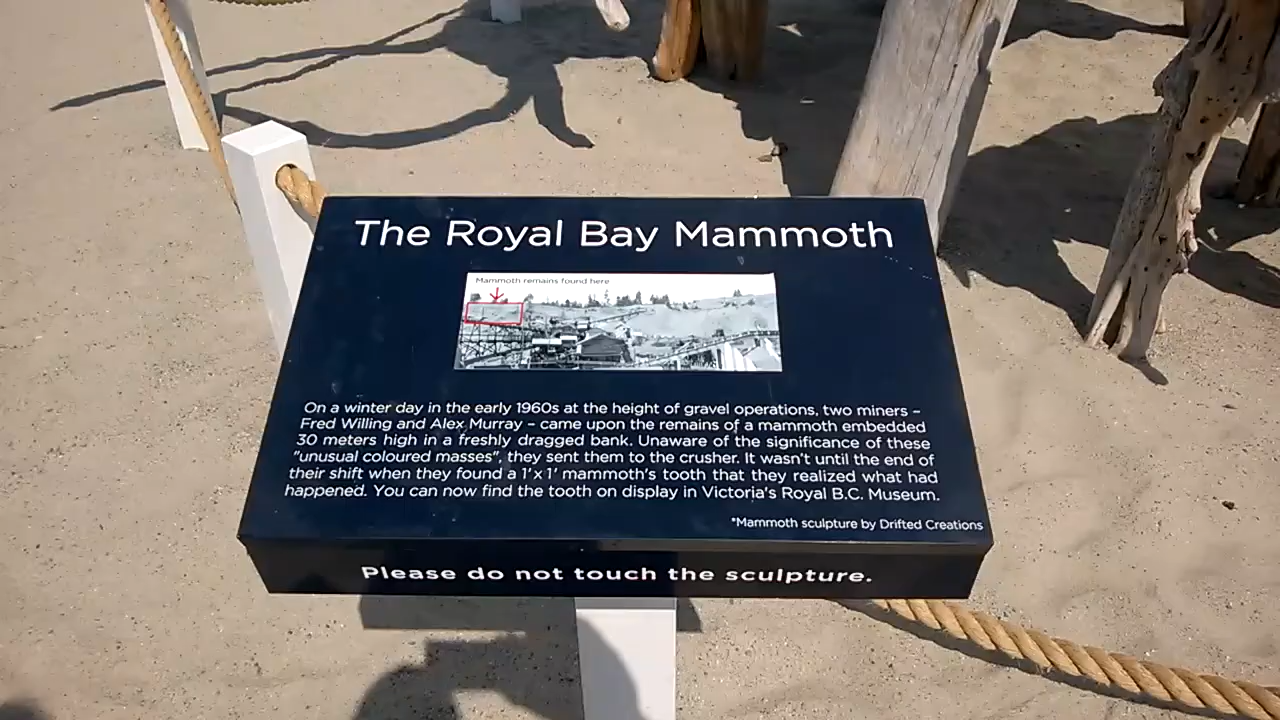 The Royal Bay Mammoth
Mammoth remains found here
On a winter day in the early 1960s at the height of gravel operations, two miners –
Fred Willing and Alex Murray – came upon the remains of a mammoth embedded
30 meters high in a freshly dragged bank. Unaware of the significance of these
"unusual coloured masses", they sent them to the crusher. It wasn't until the end of
their shift when they found a 1' x 1' mammoth's tooth that they realized what had
happened. You can now find the tooth on display in Victoria's Royal B.C. Museum.
*Mammoth sculpture by Drifted Creations
Please do not touch the sculpture.